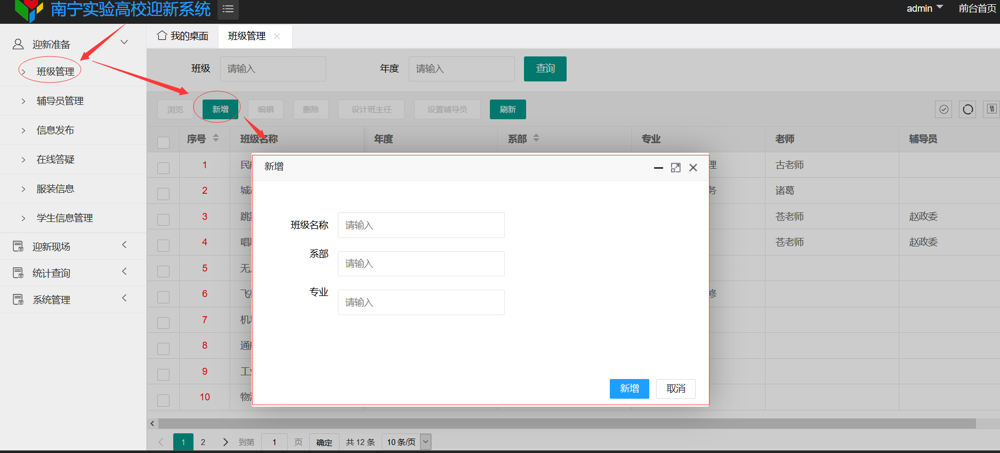 南宁实验高校迎新系统
admin
前台首页
迎新准备
班级管理
辅导员管理
信息发布
在线答疑
服装信息
学生信息管理
迎新现场
统计查询
系统管理
我的桌面
班级管理
班级 请输入 年度 请输入 查询
浏览 新增 编辑 删除 设计班主任 设置辅导员 刷新
序号 班级名称 年度 系部 专业 老师 辅导员
1 民 理 古老师
2 城 务 诸葛
3 跳 苍老师 赵政委
4 唱 苍老师 赵政委
5 无
6 飞 修
7 机
8 通
9 工
10 物
新增
班级名称 请输入
系部 请输入
专业 请输入
新增 取消
1 2 到第 1 页 确定 共 12 条 10 条/页